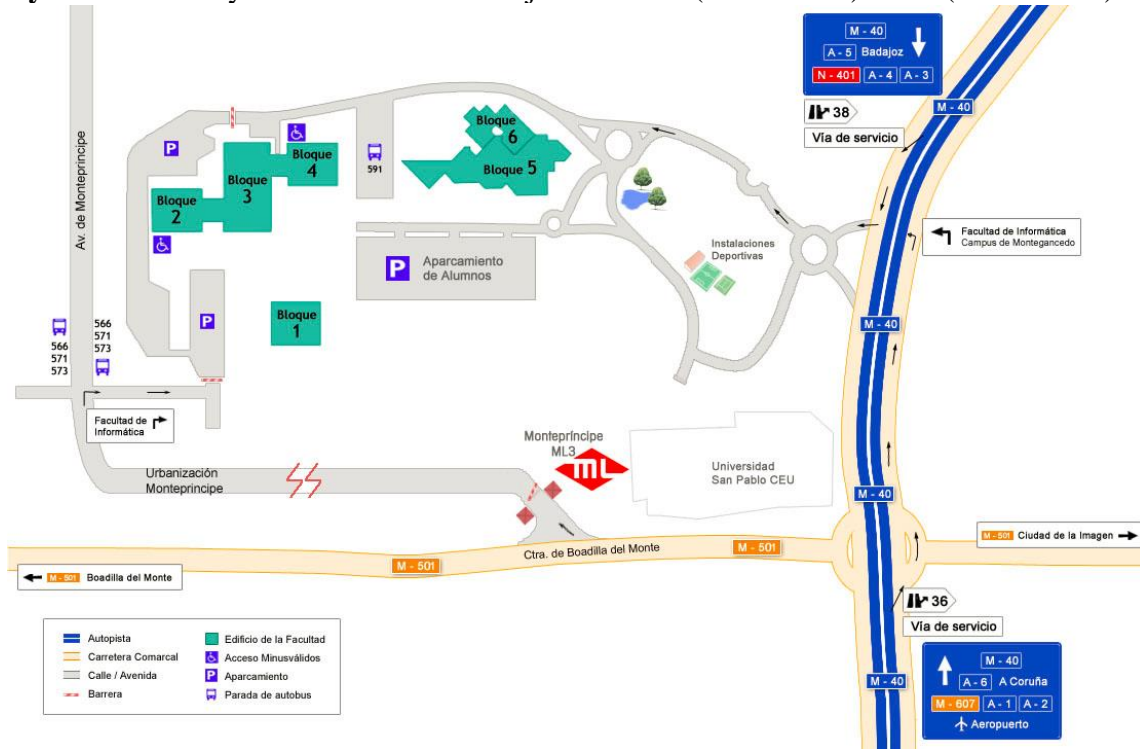 M - 40
A - 5 Badajoz
N - 401 A - 4 A - 3
38
Vía de servicio
M - 40
Av. de Monteprincipe
P
Bloque
2
Bloque
3
Bloque
4
591
Bloque
6
Bloque 5
P Aparcamiento
de Alumnos
Instalaciones
Deportivas
Facultad de Informática
Campus de Montegancedo
Bloque
1
P
566
571
573
566
571
573
M - 40
Facultad de
Informática
Urbanización
Monteprincipe
Montepríncipe
ML3
ML
Universidad
San Pablo CEU
M - 40
Ctra. de Boadilla del Monte
M - 501
M - 501
M - 501 Ciudad de la Imagen
M - 501 Boadilla del Monte
36
Vía de servicio
M - 40
M - 40
A - 6 A Coruña
M - 607 A - 1 A - 2
Aeropuerto
Autopista
Carretera Comarcal
Calle / Avenida
Barrera
Edificio de la Facultad
Acceso Minusválidos
P Aparcamiento
Parada de autobus